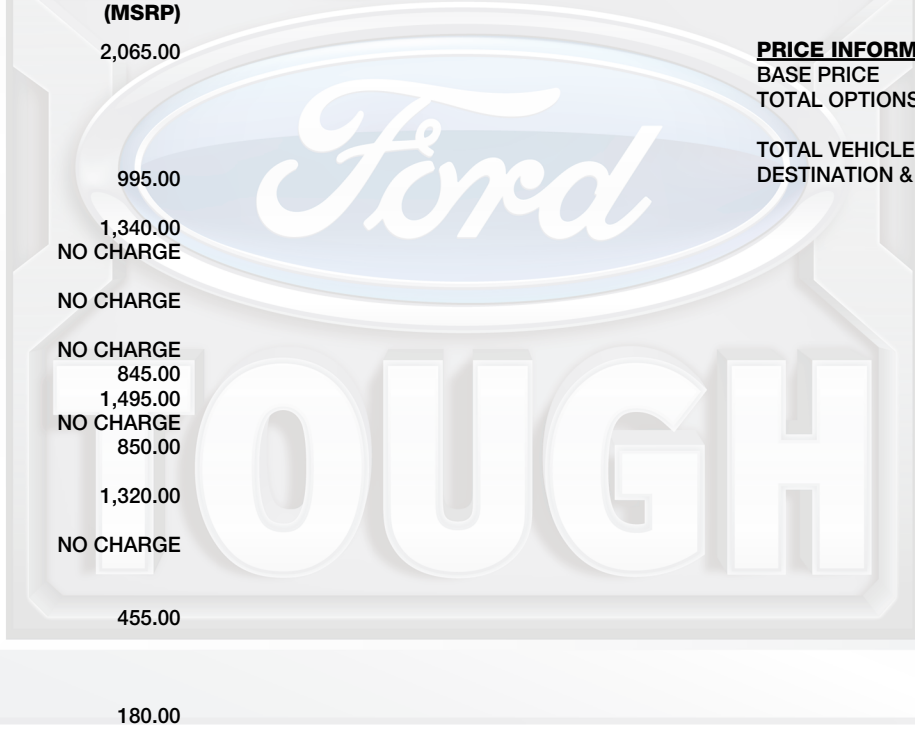 (MSRP)
2,065.00
995.00
1,340.00
NO CHARGE
NO CHARGE
NO CHARGE
845.00
1,495.00
NO CHARGE
850.00
1,320.00
NO CHARGE
455.00
180.00
PRICE INFORM
BASE PRICE
TOTAL OPTIONS
TOTAL VEHICLE
DESTINATION &
Ford
TOUGH